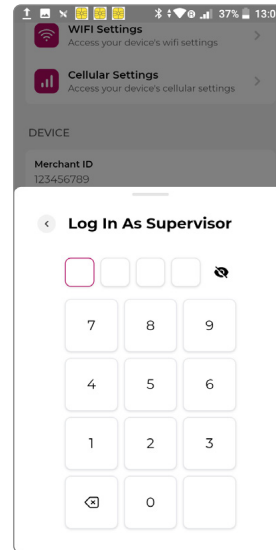 37% 13:0
WIFI Settings
Access your device's wifi settings
Cellular Settings
Access your device's cellular settings
DEVICE
Merchant ID
123456789
Log In As Supervisor
7 8 9
4 5 6
1 2 3
0